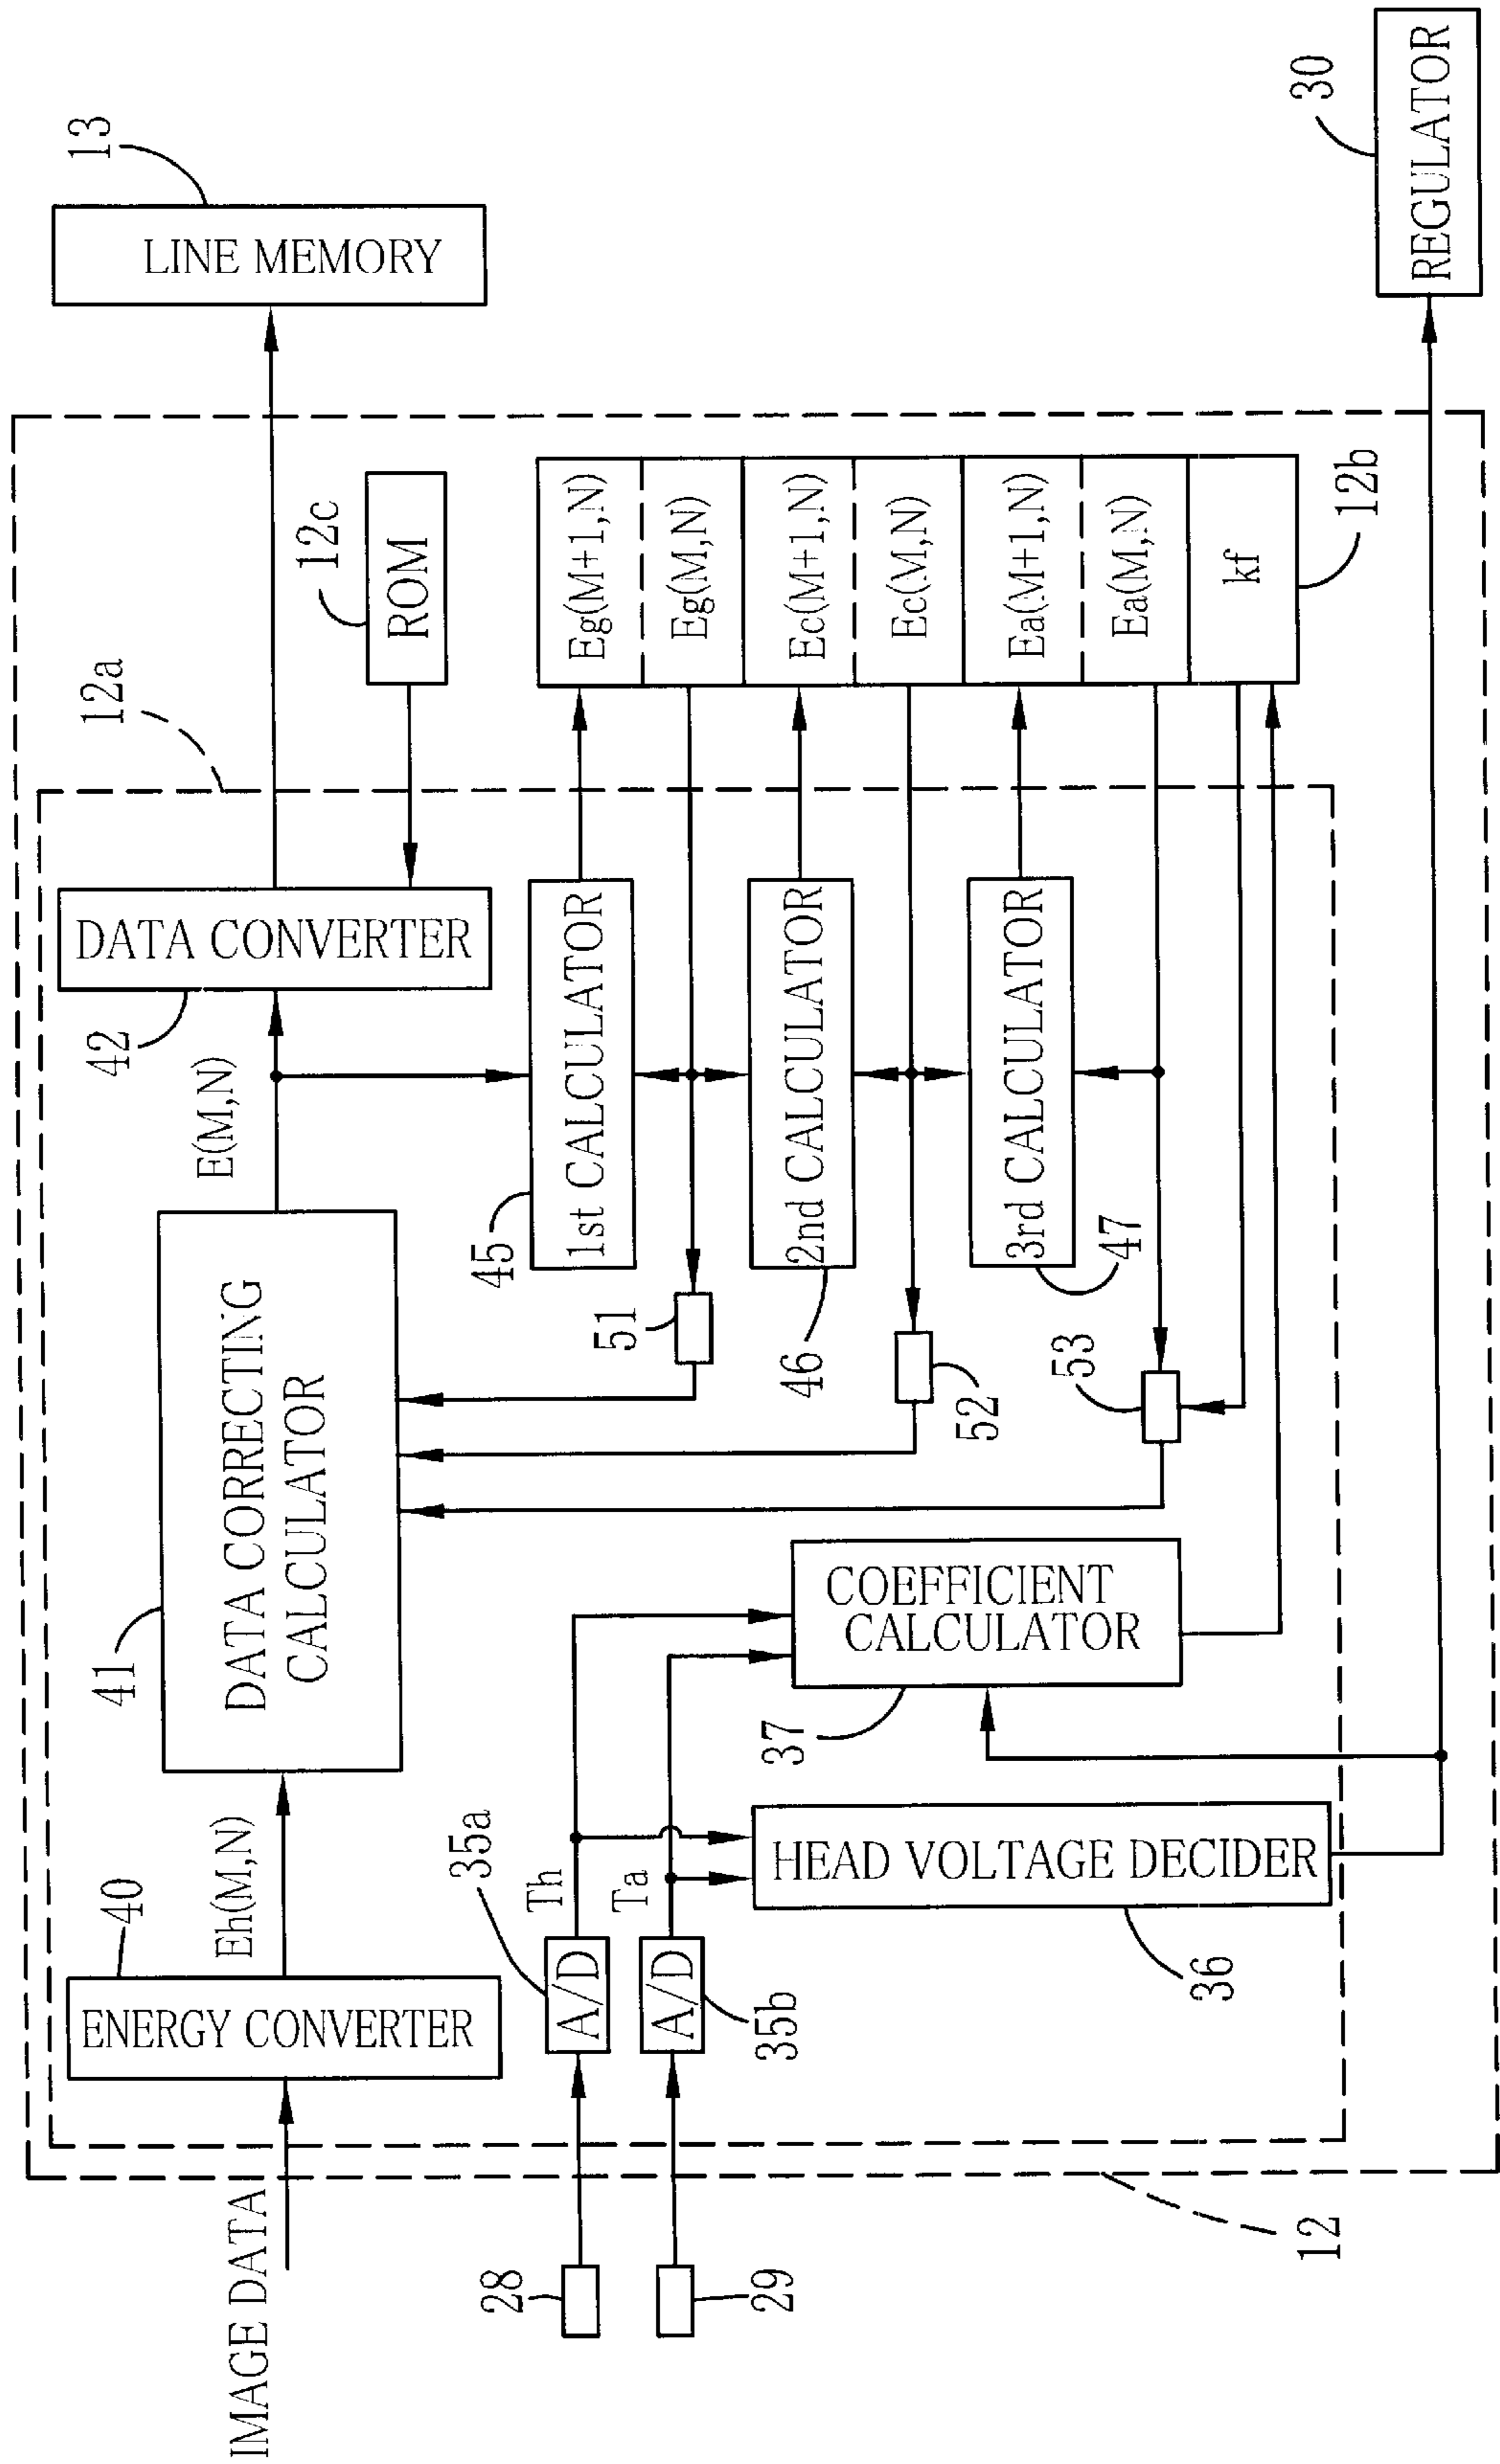 IMAGE DATA
ENERGY CONVERTER
40
Eh(M,N)
41
DATA CORRECTING
CALCULATOR
E(M,N)
42
DATA CONVERTER
12a
12c
ROM
13
LINE MEMORY
28
29
A/D
35a
Th
A/D
35b
Ta
HEAD VOLTAGE DECIDER
36
COEFFICIENT
CALCULATOR
37
45
1st CALCULATOR
46
2nd CALCULATOR
3rd CALCULATOR
47
51
52
53
Eg(M+1,N)
Eg(M,N)
Ec(M+1,N)
Ec(M,N)
Ea(M+1,N)
Ea(M,N)
kf
12b
12
30
REGULATOR